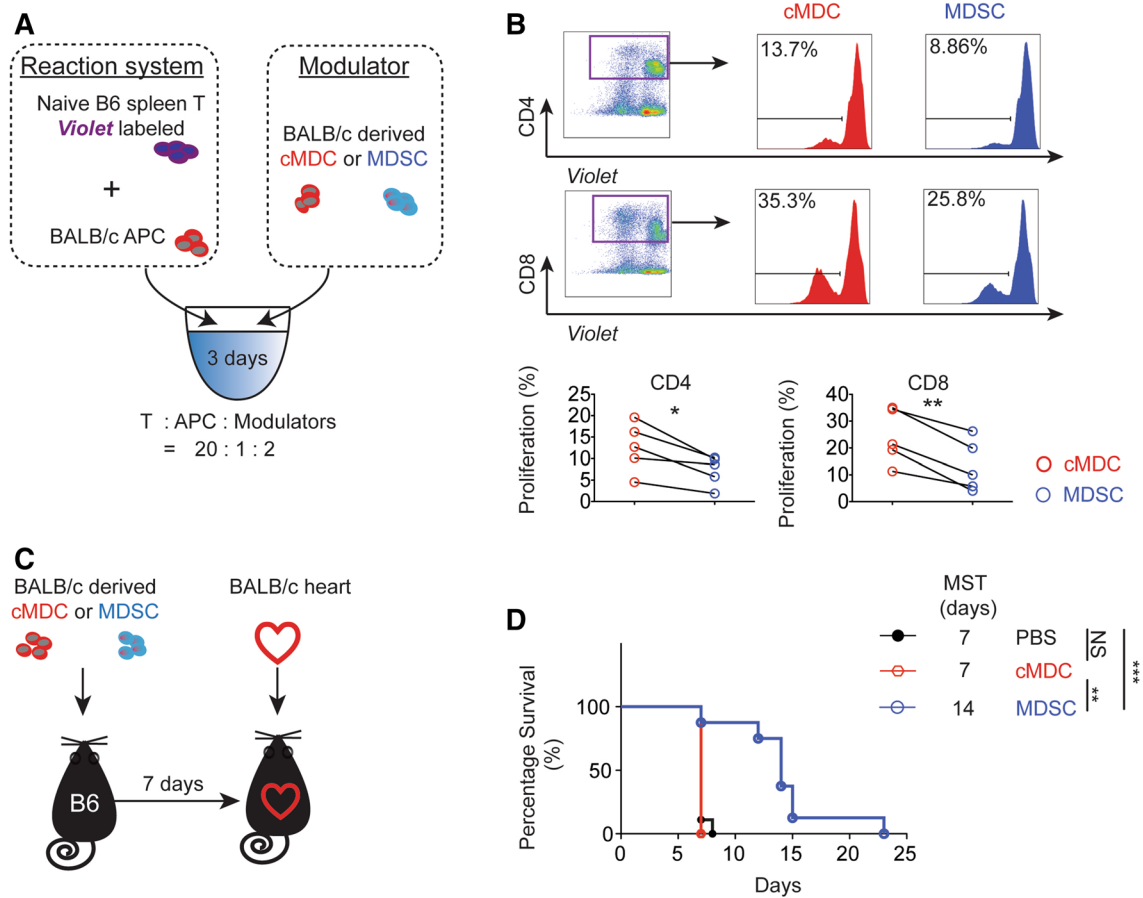 A
Reaction system
Naive B6 spleen T
Violet labeled
+
BALB/c APC
Modulator
BALB/c derived
cMDC or MDSC
3 days
T : APC : Modulators
= 20 : 1 : 2
B
cMDC
MDSC
CD4
13.7%
8.86%
Violet
CD8
35.3%
25.8%
Violet
CD4
Proliferation (%)
25
20
15
10
5
0
*
CD8
Proliferation (%)
40
30
20
10
0
**
cMDC
MDSC
C
BALB/c derived
cMDC or MDSC
BALB/c heart
B6
7 days
D
MST
(days)
7 PBS
7 cMDC
14 MDSC
NS
**
***
Percentage Survival
(%)
100
50
0
0 5 10 15 20 25
Days